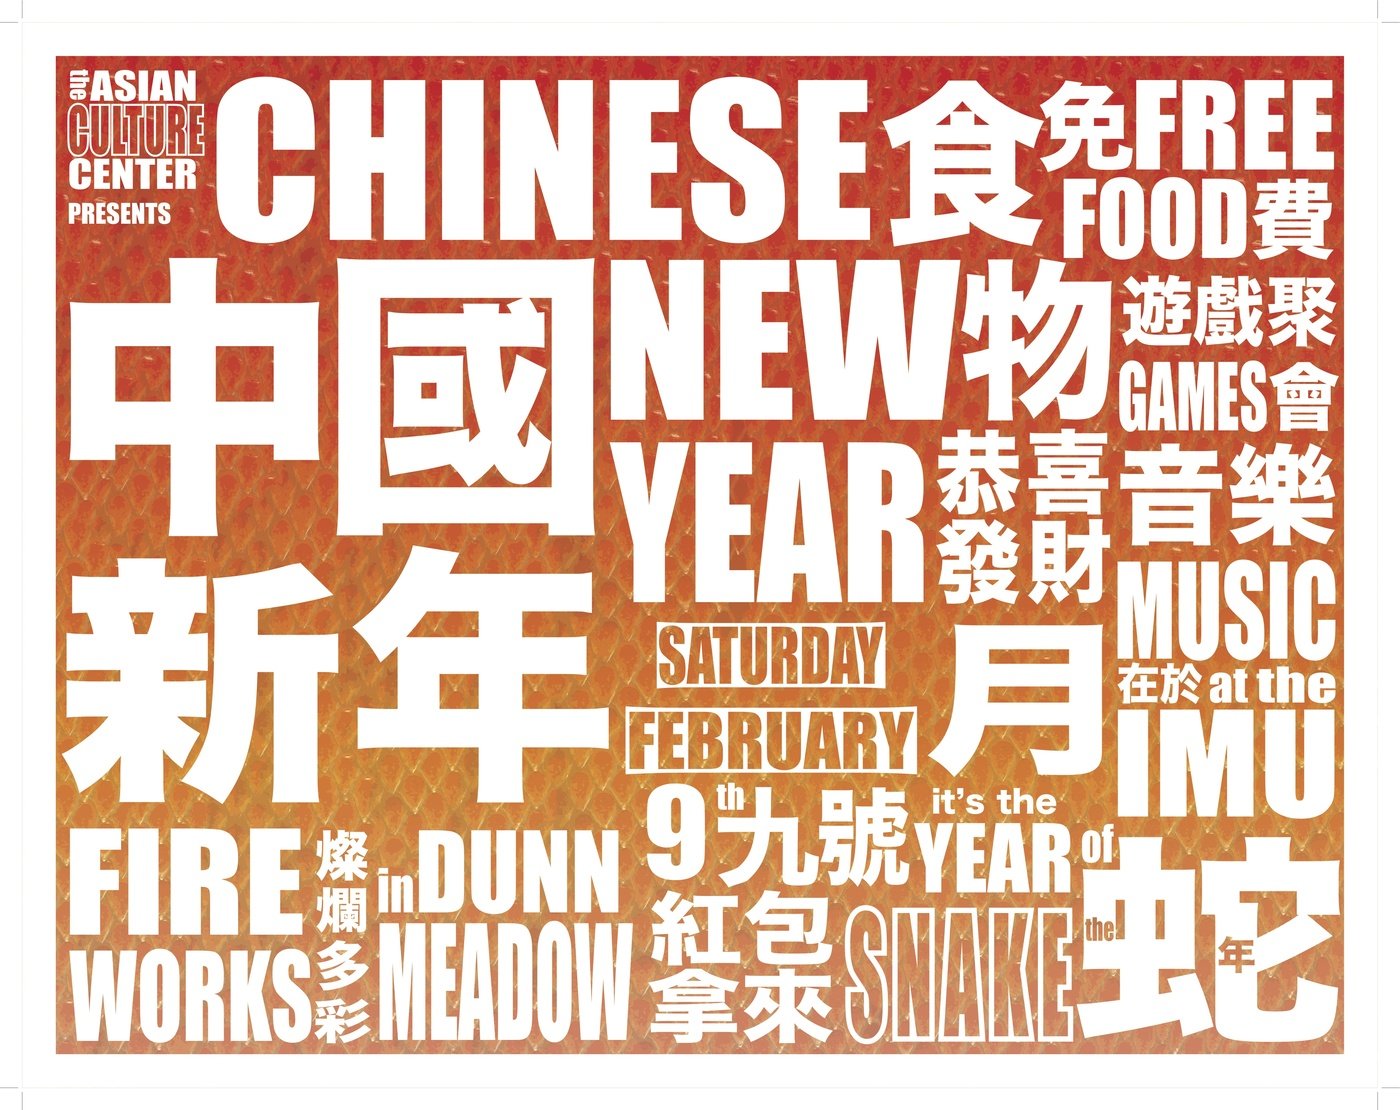 the ASIAN
CULTURE
CENTER
PRESENTS
CHINESE 食
免 FREE
FOOD 費
中國
NEW 物
遊戲聚
GAMES 會
YEAR
恭喜
發財
音樂
MUSIC
新年
SATURDAY
FEBRUARY
月
在於 at the
IMU
9th 九號
it's the
YEAR of
the
SNAKE
蛇
年
紅包
拿來
FIRE
WORKS
燦
爛
多
彩
in DUNN
MEADOW